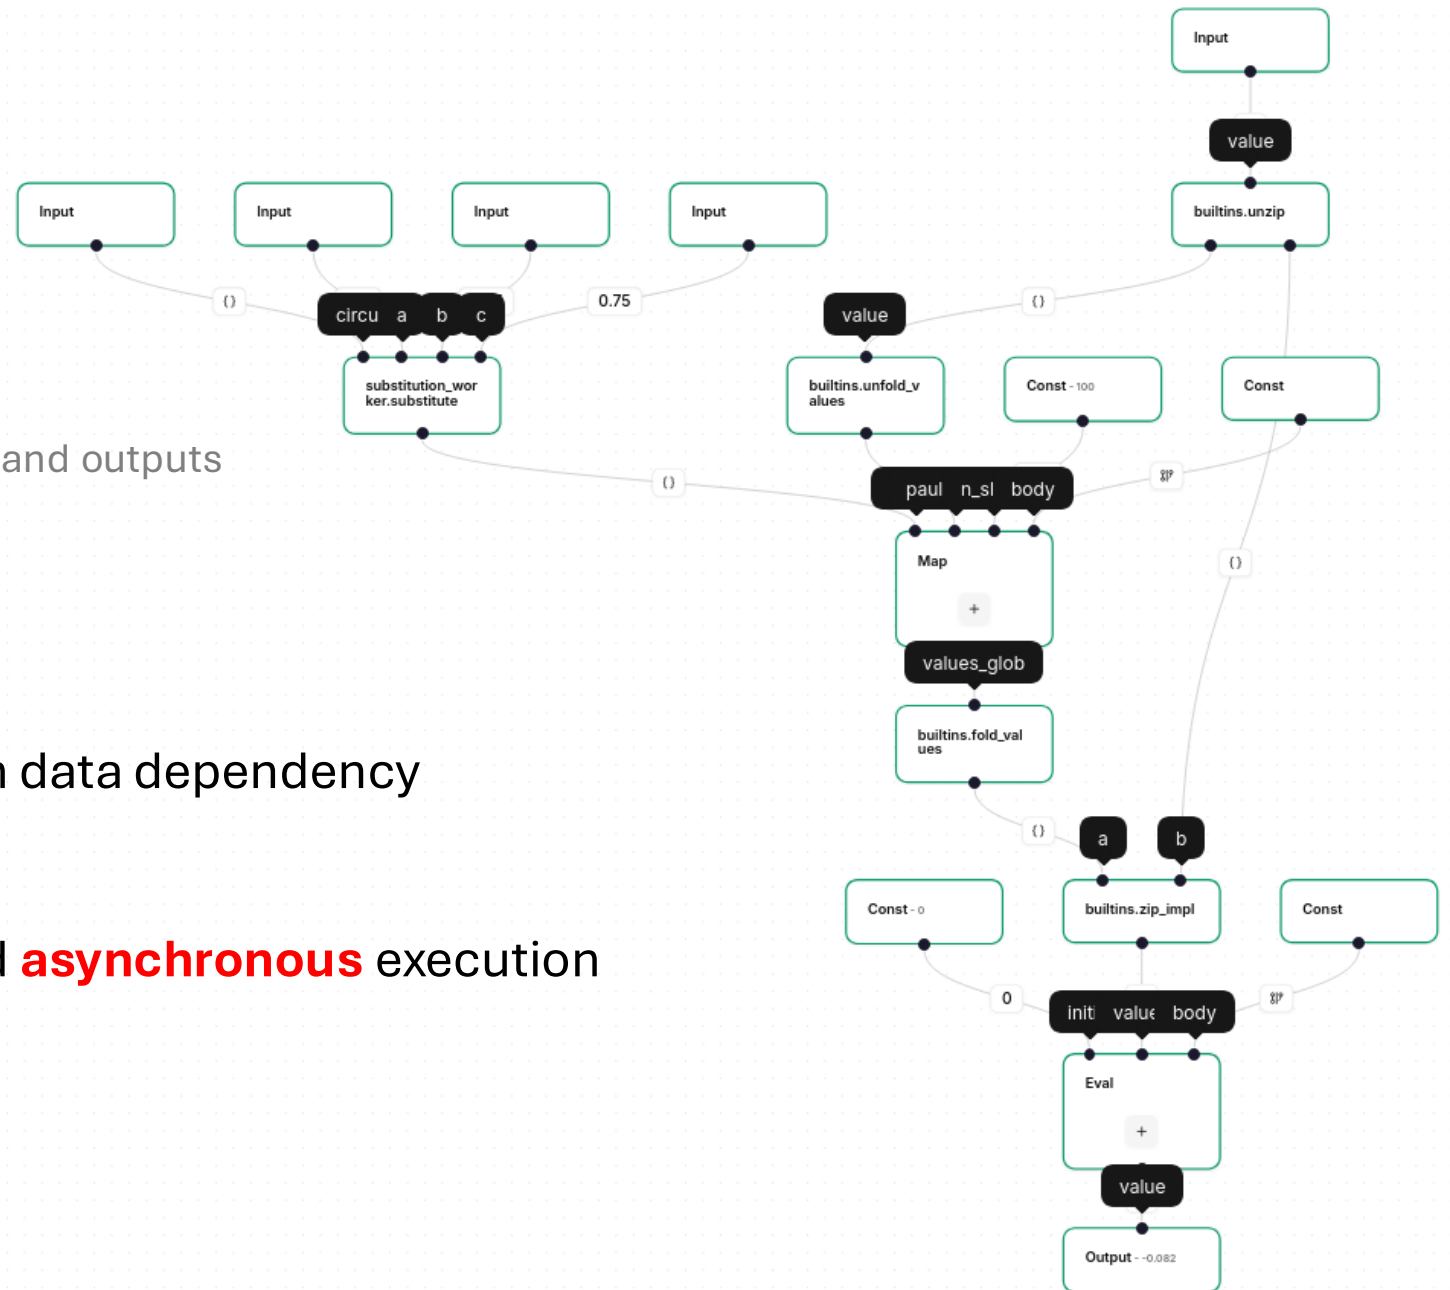 Input
value
Input
Input
Input
Input
builtins.unzip
{}
circu a b c
0.75
value
{}
substitution_wor
ker.substitute
builtins.unfold_v
alues
Const - 100
Const
and outputs
{}
paul n_sl body
Map
{}
+
values_glob
builtins.fold_val
ues
data dependency
{}
a
b
Const - 0
builtins.zip_impl
Const
asynchronous execution
0
initi value body
Eval
+
value
Output - -0.082